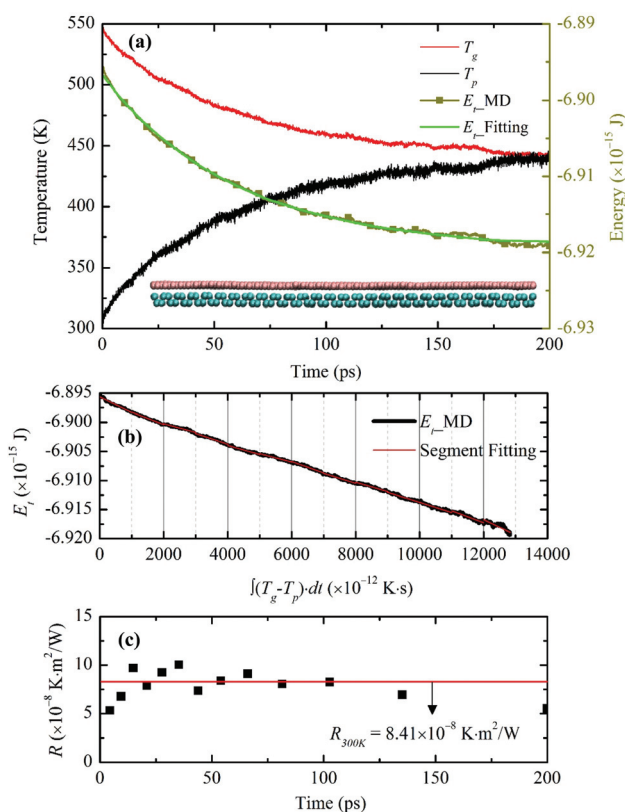 550
500
450
400
350
300
Temperature (K)
(a)
T_g
T_p
E_t_MD
E_t_Fitting
-6.89
-6.90
-6.91
-6.92
-6.93
Energy (×10⁻¹⁵ J)
0 50 100 150 200
Time (ps)
-6.895
-6.900
-6.905
-6.910
-6.915
-6.920
E_t (×10⁻¹⁵ J)
(b)
E_t_MD
Segment Fitting
0 2000 4000 6000 8000 10000 12000 14000
∫(T_g-T_p)·dt (×10⁻¹² K·s)
15
10
5
0
R (×10⁻⁸ K·m²/W)
(c)
R_300K = 8.41×10⁻⁸ K·m²/W
0 50 100 150 200
Time (ps)